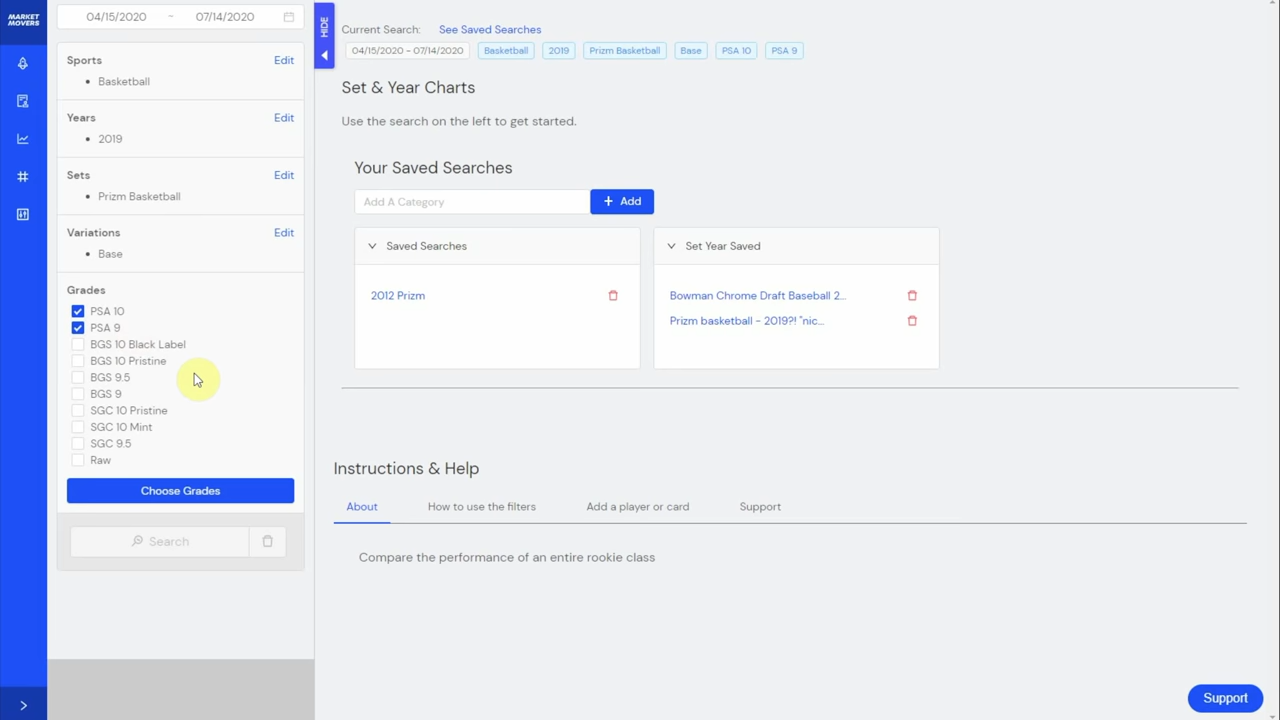 MARKET
MOVERS
04/15/2020 ~ 07/14/2020
Sports Edit
Basketball
Years Edit
2019
Sets Edit
Prizm Basketball
Variations Edit
Base
Grades
PSA 10
PSA 9
BGS 10 Black Label
BGS 10 Pristine
BGS 9.5
BGS 9
SGC 10 Pristine
SGC 10 Mint
SGC 9.5
Raw
Choose Grades
Search
HIDE
Current Search: See Saved Searches
04/15/2020 - 07/14/2020 Basketball 2019 Prizm Basketball Base PSA 10 PSA 9
Set & Year Charts
Use the search on the left to get started.
Your Saved Searches
Add A Category + Add
Saved Searches
2012 Prizm
Set Year Saved
Bowman Chrome Draft Baseball 2...
Prizm basketball - 2019?! "nic...
Instructions & Help
About How to use the filters Add a player or card Support
Compare the performance of an entire rookie class
Support